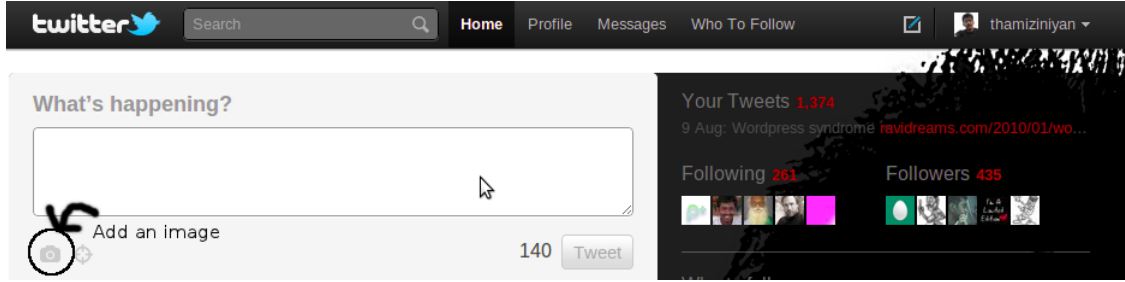 twitter Search Home Profile Messages Who To Follow thamiziniyan
What's happening?
Add an image
140 Tweet
Your Tweets 1,374
9 Aug: Wordpress syndrome ravidreams.com/2010/01/wo...
Following 261 Followers 435